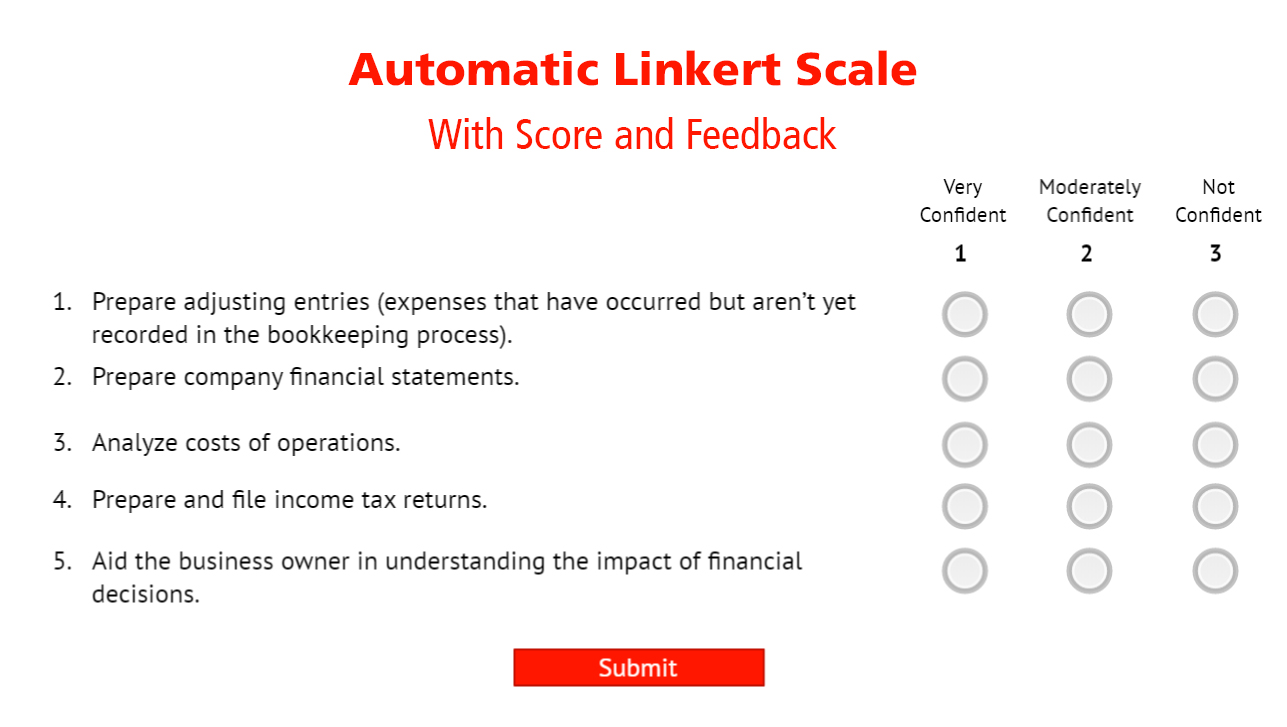 Automatic Linkert Scale
With Score and Feedback
Very Moderately Not
Confident Confident Confident
1 2 3
1. Prepare adjusting entries (expenses that have occurred but aren’t yet
recorded in the bookkeeping process).
2. Prepare company financial statements.
3. Analyze costs of operations.
4. Prepare and file income tax returns.
5. Aid the business owner in understanding the impact of financial
decisions.
Submit